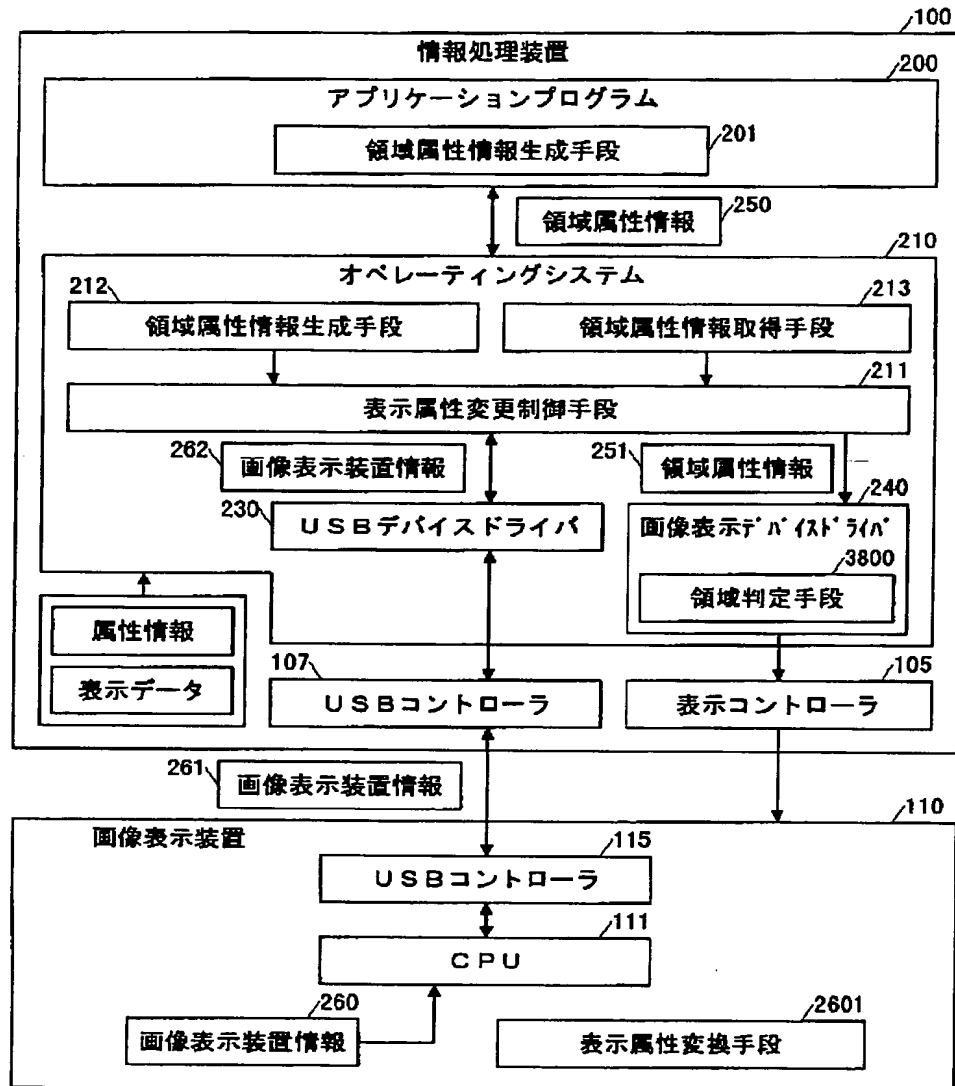 100
情報処理装置
200
アプリケーションプログラム
201
領域属性情報生成手段
250
領域属性情報
210
オペレーティングシステム
212
領域属性情報生成手段
213
領域属性情報取得手段
211
表示属性変更制御手段
262
画像表示装置情報
251
領域属性情報
230
USBデバイスドライバ
240
画像表示デバイスドライバ
3800
領域判定手段
属性情報
表示データ
107
USBコントローラ
105
表示コントローラ
261
画像表示装置情報
110
画像表示装置
115
USBコントローラ
111
CPU
260
画像表示装置情報
2601
表示属性変換手段